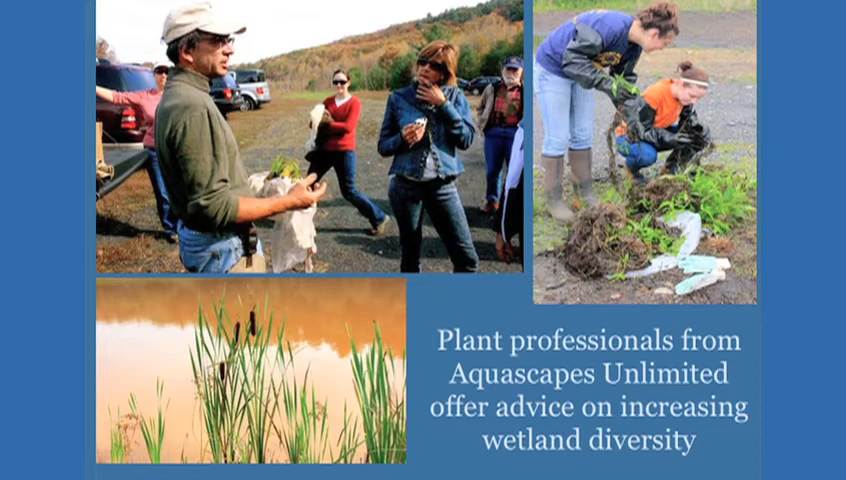 Plant professionals from
Aquascapes Unlimited
offer advice on increasing
wetland diversity